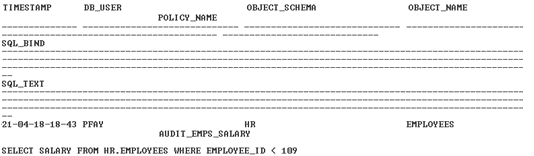 TIMESTAMP DB_USER OBJECT_SCHEMA OBJECT_NAME
POLICY_NAME
SQL_BIND
SQL_TEXT
21-04-18-18-43 PFAY HR EMPLOYEES
AUDIT_EMPS_SALARY
SELECT SALARY FROM HR.EMPLOYEES WHERE EMPLOYEE_ID < 109